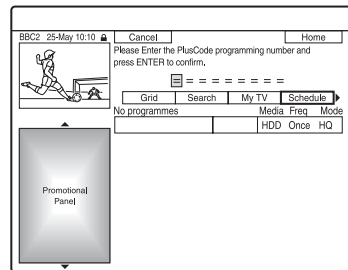 BBC2 25-May 10:10
Cancel Home
Please Enter the PlusCode programming number and
press ENTER to confirm.
= = = = = = = = =
Grid Search My TV Schedule
No programmes Media Freq Mode
HDD Once HQ
Promotional
Panel